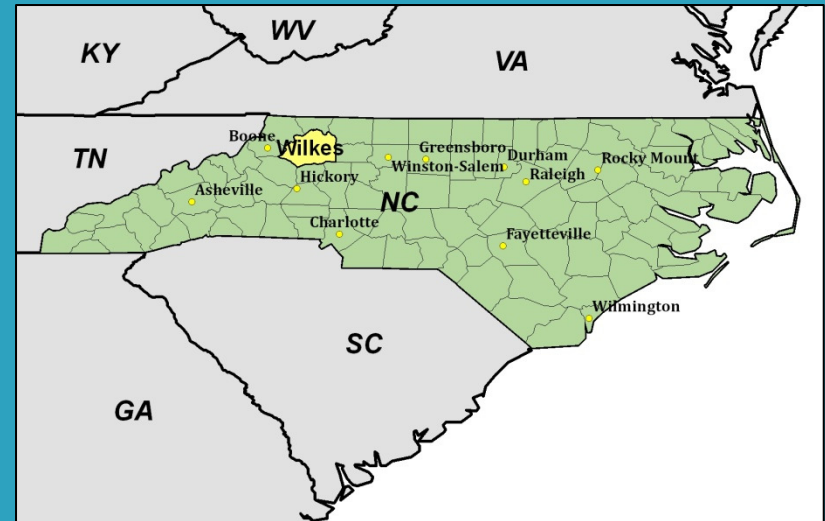 WV
KY
VA
TN
Boone
Wilkes
Greensboro
Winston-Salem
Durham
Rocky Mount
Raleigh
Hickory
Asheville
NC
Charlotte
Fayetteville
Wilmington
SC
GA